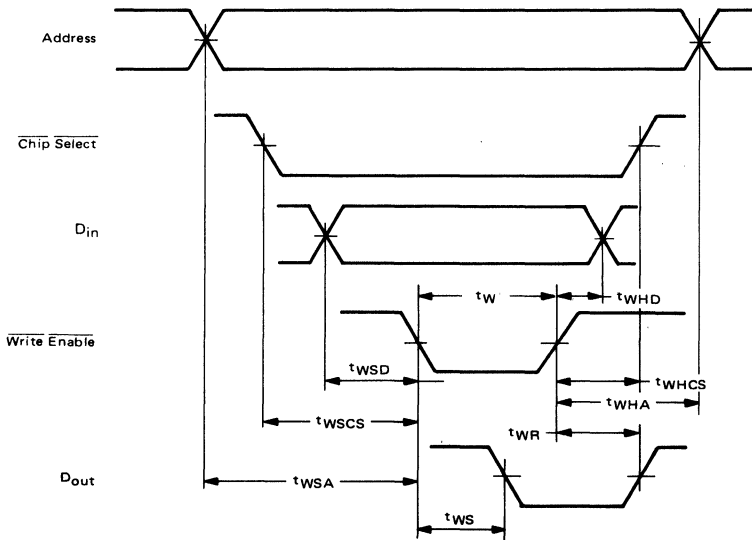 Address
Chip Select
Din
tW
tWHD
Write Enable
tWSD
tWHCS
tWHA
tWSCS
tWR
Dout
tWSA
tWS